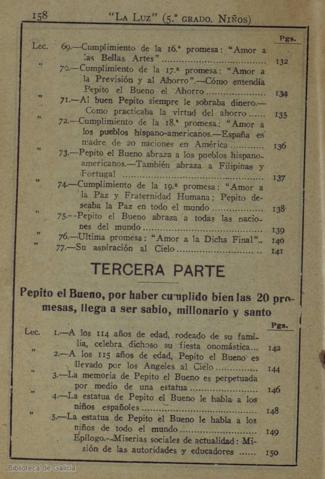 158 "LA LUZ" (5.º GRADO. NIÑOS)
Pgs.
Lec. 69.—Cumplimiento de la 16.ª promesa: "Amor a
las Bellas Artes" 132
" 70.—Cumplimiento de la 17.ª promesa: "Amor a
la Previsión y al Ahorro".—Cómo entendía
Pepito el Bueno el Ahorro 134
" 71.—Al buen Pepito siempre le sobraba dinero.—
Como practicaba la virtud del ahorro 135
" 72.—Cumplimiento de la 18.ª promesa: "Amor a
los pueblos hispano-americanos.—España es
madre de 20 naciones en América 136
" 73.—Pepito el Bueno abraza a los pueblos hispano-
americanos.—También abraza a Filipinas y
Portugal 137
" 74.—Cumplimiento de la 19.ª promesa: "Amor a
la Paz y Fraternidad Humana; Pepito de-
seaba la Paz en todo el mundo 138
" 75.—Pepito el Bueno abraza a todas las nacio-
nes del mundo 139
" 76.—Ultima promesa: "Amor a la Dicha Final".. 140
" 77.—Su aspiración al Cielo 141
TERCERA PARTE
Pepito el Bueno, por haber cumplido bien las 20 pro-
mesas, llega a ser sabio, millonario y santo
Pgs.
Lec. 1.—A los 114 años de edad, rodeado de su fami-
lia, celebra dichoso su fiesta onomástica... 142
" 2.—A los 115 años de edad, Pepito el Bueno es
llevado por los Angeles al Cielo 144
" 3.—La memoria de Pepito el Bueno es perpetuada
por medio de una estatua 146
" 4.—La estatua de Pepito el Bueno le habla a los
niños españoles 148
" 5.—La estatua de Pepito el Bueno le habla a los
niños de todo el mundo 149
Epílogo.—Miserias sociales de actualidad: Mi-
sión de las autoridades y educadores 150
Biblioteca de Galicia